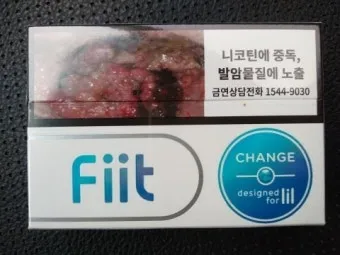 니코틴에 중독,
발암물질에 노출
금연상담전화 1544-9030
Fiit
CHANGE
designed
for lil